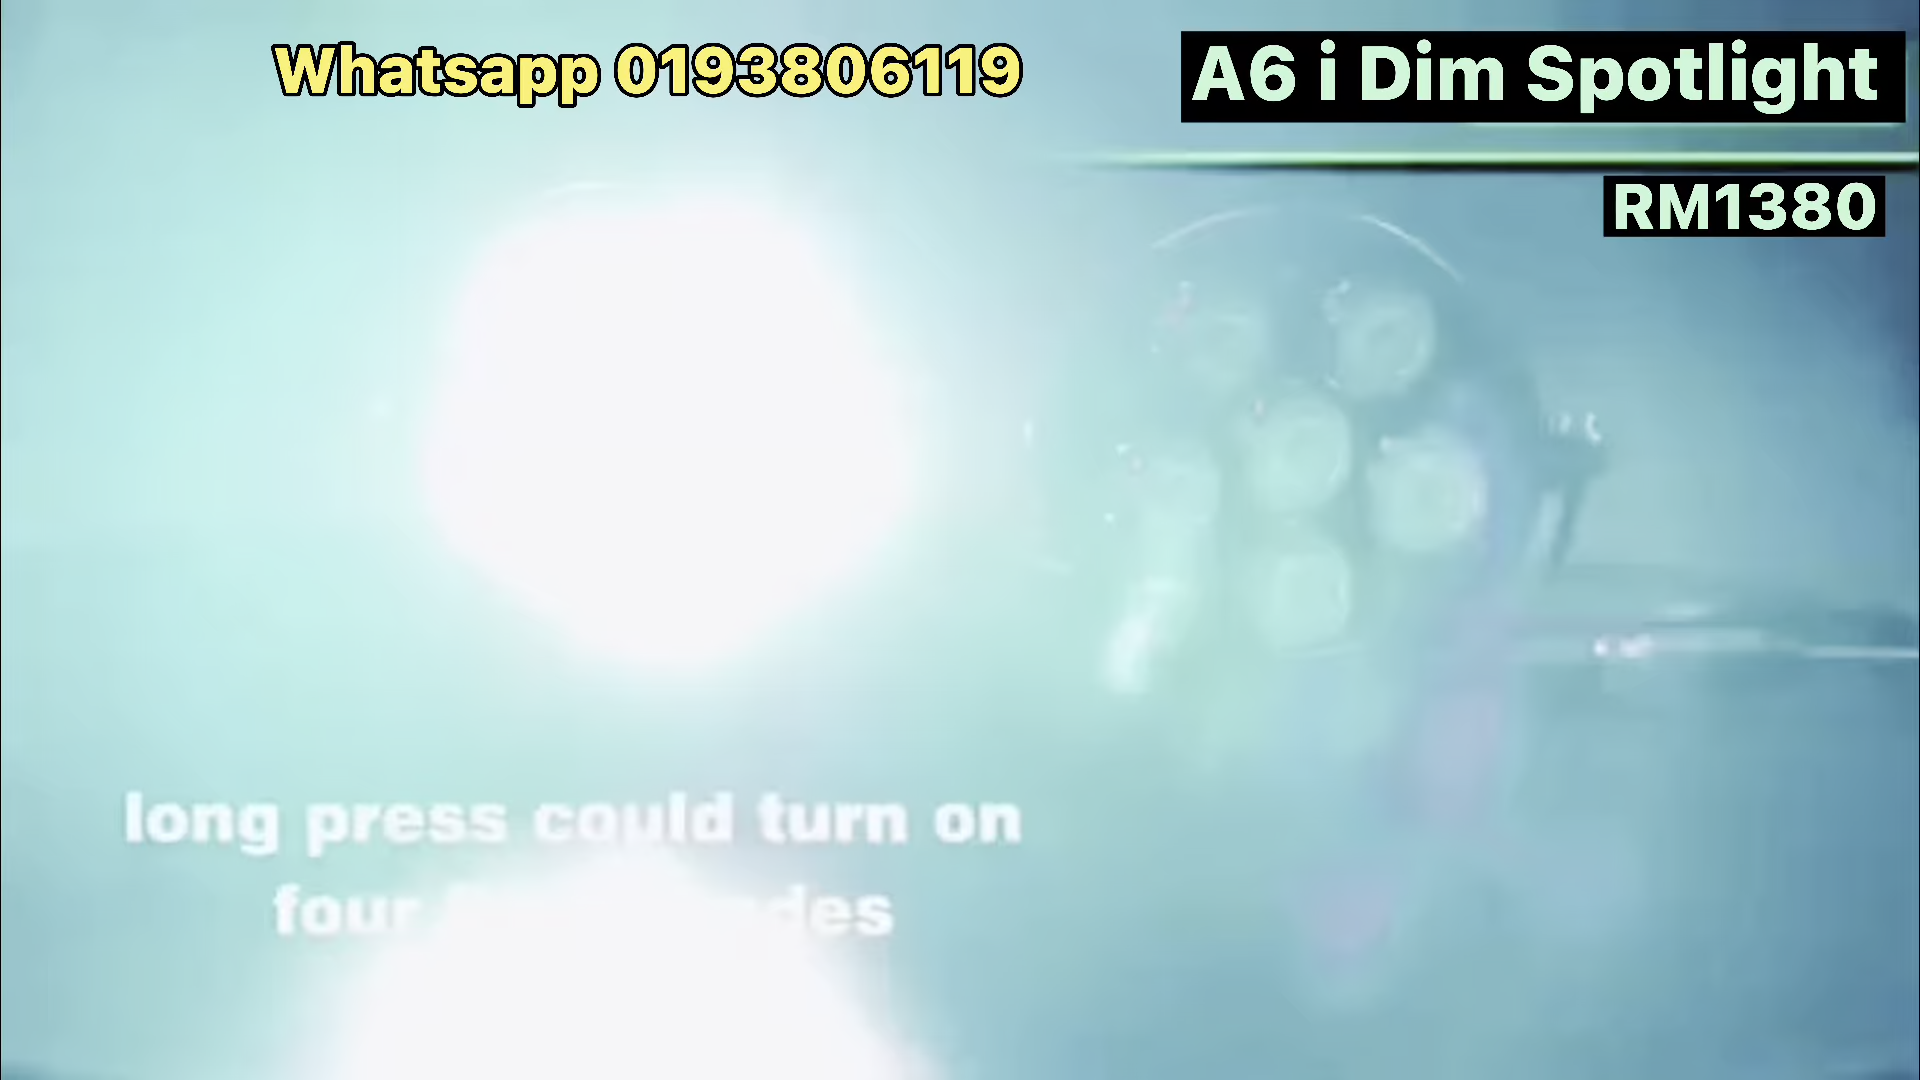 Whatsapp 0193806119
A6 i Dim Spotlight
RM1380
long press could turn on
four